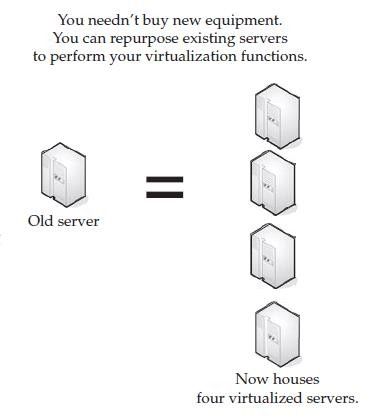 You needn’t buy new equipment.
You can repurpose existing servers
to perform your virtualization functions.
Old server
=
Now houses
four virtualized servers.